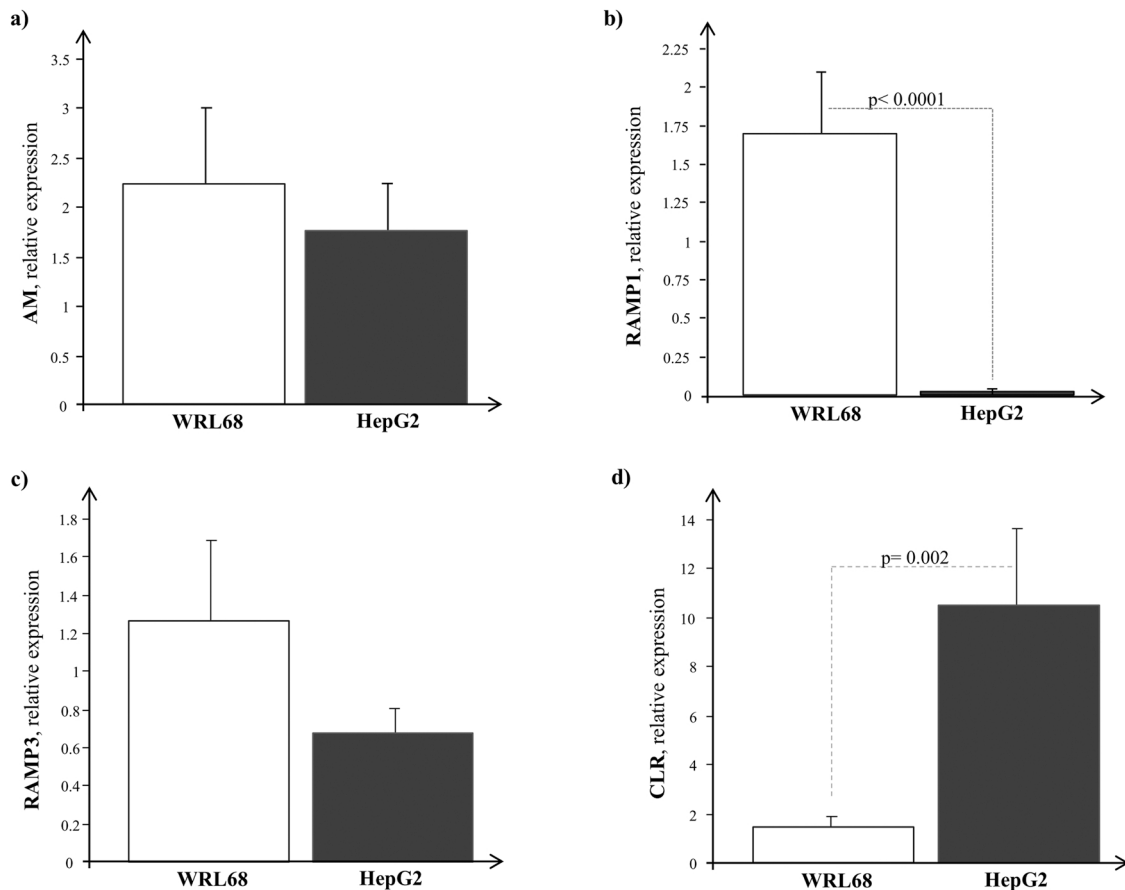 a)
AM, relative expression
3.5
3
2.5
2
1.5
1
0.5
0
WRL68
HepG2
b)
RAMP1, relative expression
2.25
2
1.75
1.5
1.25
1
0.75
0.5
0.25
0
p< 0.0001
WRL68
HepG2
c)
RAMP3, relative expression
1.8
1.6
1.4
1.2
1
0.8
0.6
0.4
0.2
0
WRL68
HepG2
d)
CLR, relative expression
14
12
10
8
6
4
2
0
p= 0.002
WRL68
HepG2